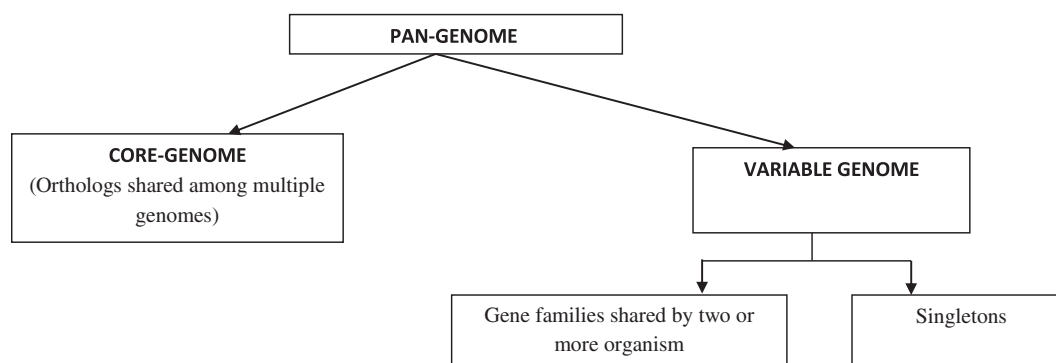 PAN-GENOME
CORE-GENOME
(Orthologs shared among multiple
genomes)
VARIABLE GENOME
Gene families shared by two or
more organism
Singletons